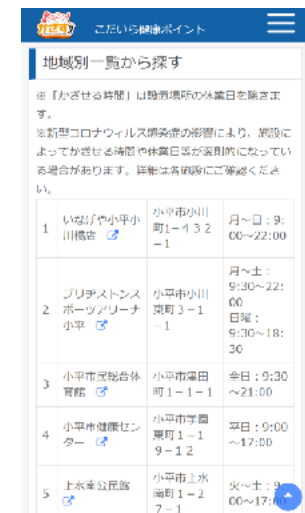 こだいら健康ポイント
地域別一覧から探す
※「かざせる時間」は設置場所の休業日を除きま
す。
※新型コロナウィルス感染症の影響により、施設に
よってかざせる時間や休業日等が変則的になってい
る場合があります。詳細は各施設にご確認くださ
い。
1 いなげや小平小川橋店 小平市小川町1-432-1 月～日：9:00～22:00
2 ブリヂストンスポーツアリーナ小平 小平市小川東町3-1-1 月～土：9:30～22:00 日曜：9:30～18:30
3 小平市民総合体育館 小平市津田町1-1-1 全日：9:30～21:00
4 小平市健康センター 小平市学園東町1-19-12 平日：9:00～17:00
5 上水南公民館 小平市上水南町1-27-1 火～土：9:00～17:00